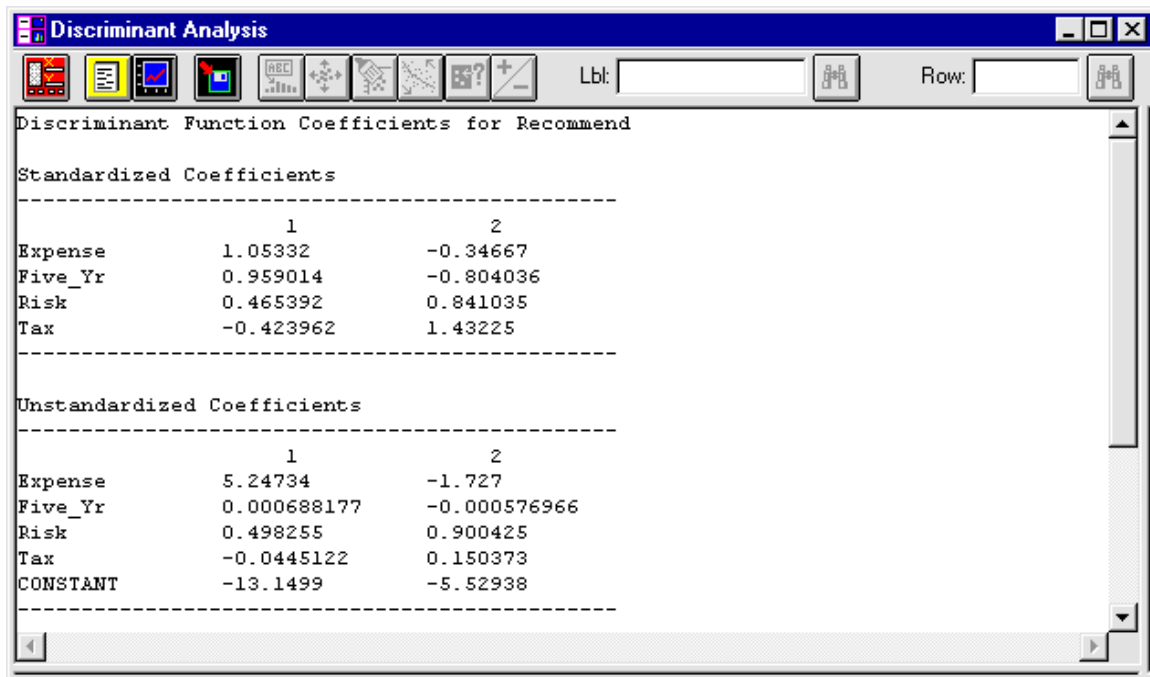 Discriminant Analysis
ABC
Lbl:
Row:
Discriminant Function Coefficients for Recommend
Standardized Coefficients
-----------------------------------------------
1 2
Expense 1.05332 -0.34667
Five_Yr 0.959014 -0.804036
Risk 0.465392 0.841035
Tax -0.423962 1.43225
-----------------------------------------------
Unstandardized Coefficients
-----------------------------------------------
1 2
Expense 5.24734 -1.727
Five_Yr 0.000688177 -0.000576966
Risk 0.498255 0.900425
Tax -0.0445122 0.150373
CONSTANT -13.1499 -5.52938
-----------------------------------------------